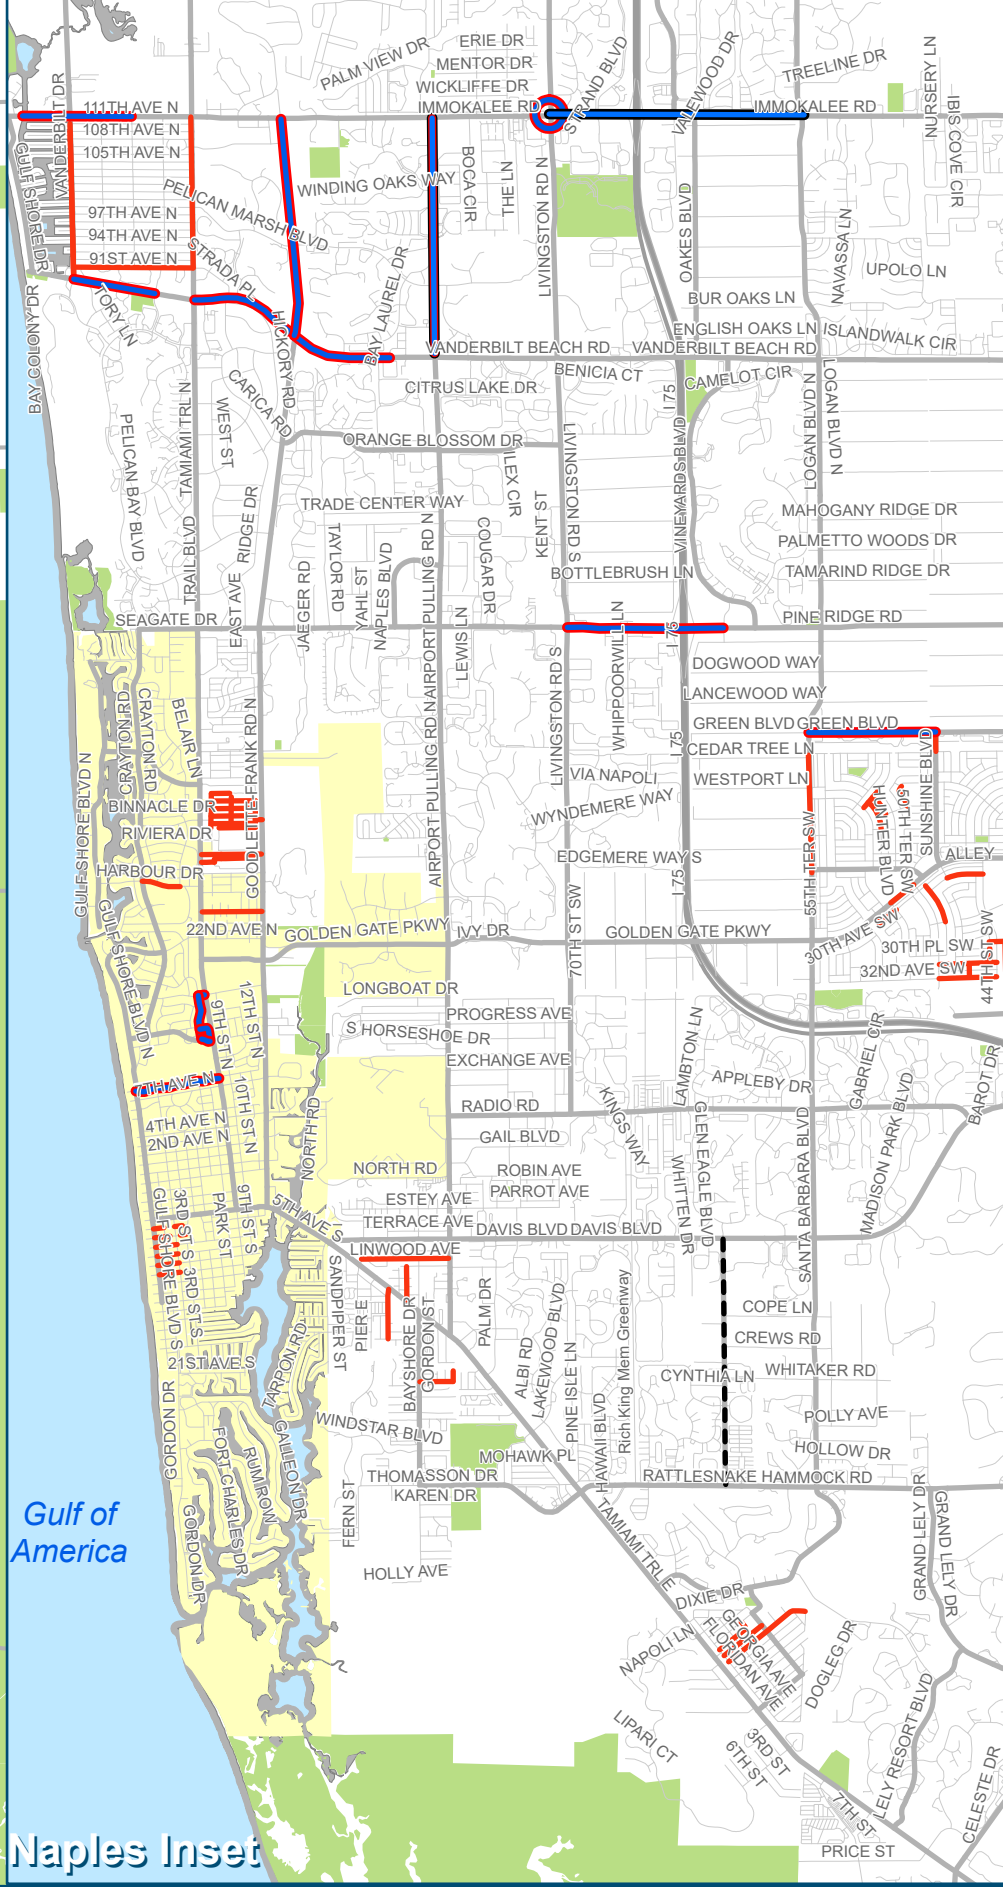 ERIE DR
MENTOR DR
PALM VIEW DR
WICKLIFFE DR
STRAND BLVD
VALEWOOD DR
TREELINE DR
NURSERY LN
IBIS COVE CIR
VANDERBILT DR
111TH AVE N
IMMOKALEE RD
IMMOKALEE RD
108TH AVE N
105TH AVE N
GULF SHORE DR
PELICAN MARSH BLVD
WINDING OAKS WAY
BOCA CIR
THE LN
LIVINGSTON RD N
97TH AVE N
94TH AVE N
91ST AVE N
STRADA PL
BAY LAUREL DR
OAKES BLVD
NAVASSA LN
UPOLO LN
BUR OAKS LN
BAY COLONY DR
TORY LN
HICKORY RD
ENGLISH OAKS LN
ISLANDWALK CIR
VANDERBILT BEACH RD
VANDERBILT BEACH RD
BENICIA CT
CAMELOT CIR
CITRUS LAKE DR
I 75
LOGAN BLVD N
LOGAN BLVD N
CARICA RD
WEST ST
TAMIAMI TRL N
PELICAN BAY BLVD
ORANGE BLOSSOM DR
ILEX CIR
LIVINGSTON RD S
VINEYARDS BLVD
TRADE CENTER WAY
MAHOGANY RIDGE DR
PALMETTO WOODS DR
TAMARIND RIDGE DR
TRAIL BLVD
RIDGE DR
EAST AVE
JAEGER RD
TAYLOR RD
YAHL ST
NAPLES BLVD
AIRPORT PULLING RD N
COUGAR DR
KENT ST
BOTTLEBRUSH LN
SEAGATE DR
PINE RIDGE RD
LEWIS LN
WHIPPOORWILL LN
I 75
DOGWOOD WAY
LANCEWOOD WAY
GREEN BLVD
GREEN BLVD
CEDAR TREE LN
WESTPORT LN
I 75
LIVINGSTON RD S
VIA NAPOLI
WYNDEMERE WAY
EDGEMERE WAY S
I 75
AIRPORT PULLING RD N
GOODLETTE-FRANK RD N
BELAIR LN
CRAYTON RD
CRAYTON RD
GULF SHORE BLVD N
BINNACLE DR
RIVIERA DR
HARBOUR DR
GULF SHORE BLVD N
22ND AVE N
GOLDEN GATE PKWY
IVY DR
70TH ST SW
GOLDEN GATE PKWY
55TH TER SW
HUNTER BLVD
50TH TER SW
SUNSHINE BLVD
ALLEY
30TH AVE SW
30TH PL SW
32ND AVE SW
44TH ST SW
LONGBOAT DR
S HORSESHOE DR
PROGRESS AVE
EXCHANGE AVE
RADIO RD
GAIL BLVD
KINGS WAY
LAMBTON LN
APPLEBY DR
GABRIEL CIR
BAROT DR
MADISON PARK BLVD
12TH ST N
9TH ST N
10TH ST N
7TH AVE N
4TH AVE N
2ND AVE N
NORTH RD
NORTH RD
ROBIN AVE
PARROT AVE
ESTEY AVE
TERRACE AVE
DAVIS BLVD
DAVIS BLVD
WHITTEN DR
GLEN EAGLE BLVD
SANTA BARBARA BLVD
5TH AVE S
LINWOOD AVE
9TH ST S
PARK ST
3RD ST S
3RD ST S
GULF SHORE BLVD S
21ST AVE S
TARPON RD
SANDPIPER ST
PIER E
BAYSHORE DR
GORDON ST
PALM DR
ALBI RD
LAKEWOOD BLVD
PINE ISLE LN
HAWAII BLVD
Rich King Mem Greenway
COPE LN
CREWS RD
CYNTHIA LN
WHITAKER RD
POLLY AVE
HOLLOW DR
RATTLESNAKE HAMMOCK RD
GORDON DR
FORT CHARLES DR
RUM ROW
GALLEON DR
WINDSTAR BLVD
MOHAWK PL
THOMASSON DR
KAREN DR
FERN ST
GORDON DR
HOLLY AVE
TAMIAMI TRL E
GRAND LELY DR
GRAND LELY DR
DIXIE DR
GEORGIA AVE
FLORIDAN AVE
NAPOLI LN
DOGLEG DR
LIPARI CT
3RD ST
6TH ST
LELY RESORT BLVD
7TH ST
PRICE ST
CELESTE DR
Gulf of
America
Naples Inset